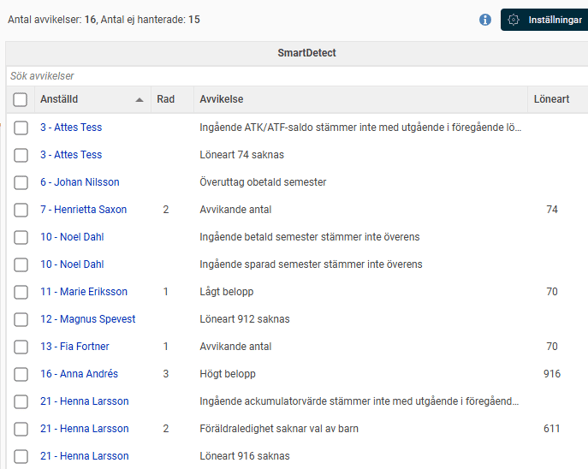 Antal avvikelser: 16, Antal ej hanterade: 15
Inställningar
SmartDetect
Sök avvikelser
Anställd Rad Avvikelse Löneart
3 - Attes Tess Ingående ATK/ATF-saldo stämmer inte med utgående i föregående lö...
3 - Attes Tess Löneart 74 saknas
6 - Johan Nilsson Överuttag obetald semester
7 - Henrietta Saxon 2 Avvikande antal 74
10 - Noel Dahl Ingående betald semester stämmer inte överens
10 - Noel Dahl Ingående sparad semester stämmer inte överens
11 - Marie Eriksson 1 Lågt belopp 70
12 - Magnus Spevest Löneart 912 saknas
13 - Fia Fortner 1 Avvikande antal 70
16 - Anna Andrés 3 Högt belopp 916
21 - Henna Larsson Ingående ackumulatorvärde stämmer inte med utgående i föregåend...
21 - Henna Larsson 2 Föräldraledighet saknar val av barn 611
21 - Henna Larsson Löneart 916 saknas